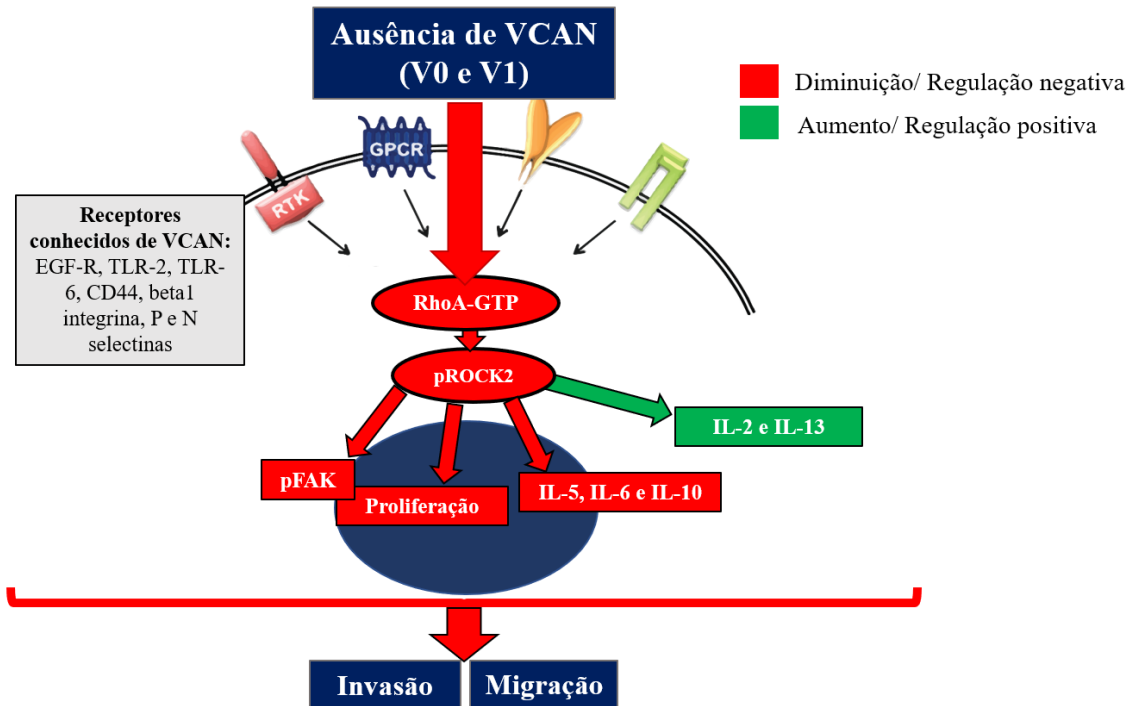 Ausência de VCAN
(V0 e V1)
Diminuição/ Regulação negativa
Aumento/ Regulação positiva
GPCR
RTK
Receptores
conhecidos de VCAN:
EGF-R, TLR-2, TLR-
6, CD44, beta1
integrina, P e N
selectinas
RhoA-GTP
pROCK2
IL-2 e IL-13
pFAK
IL-5, IL-6 e IL-10
Proliferação
Invasão
Migração